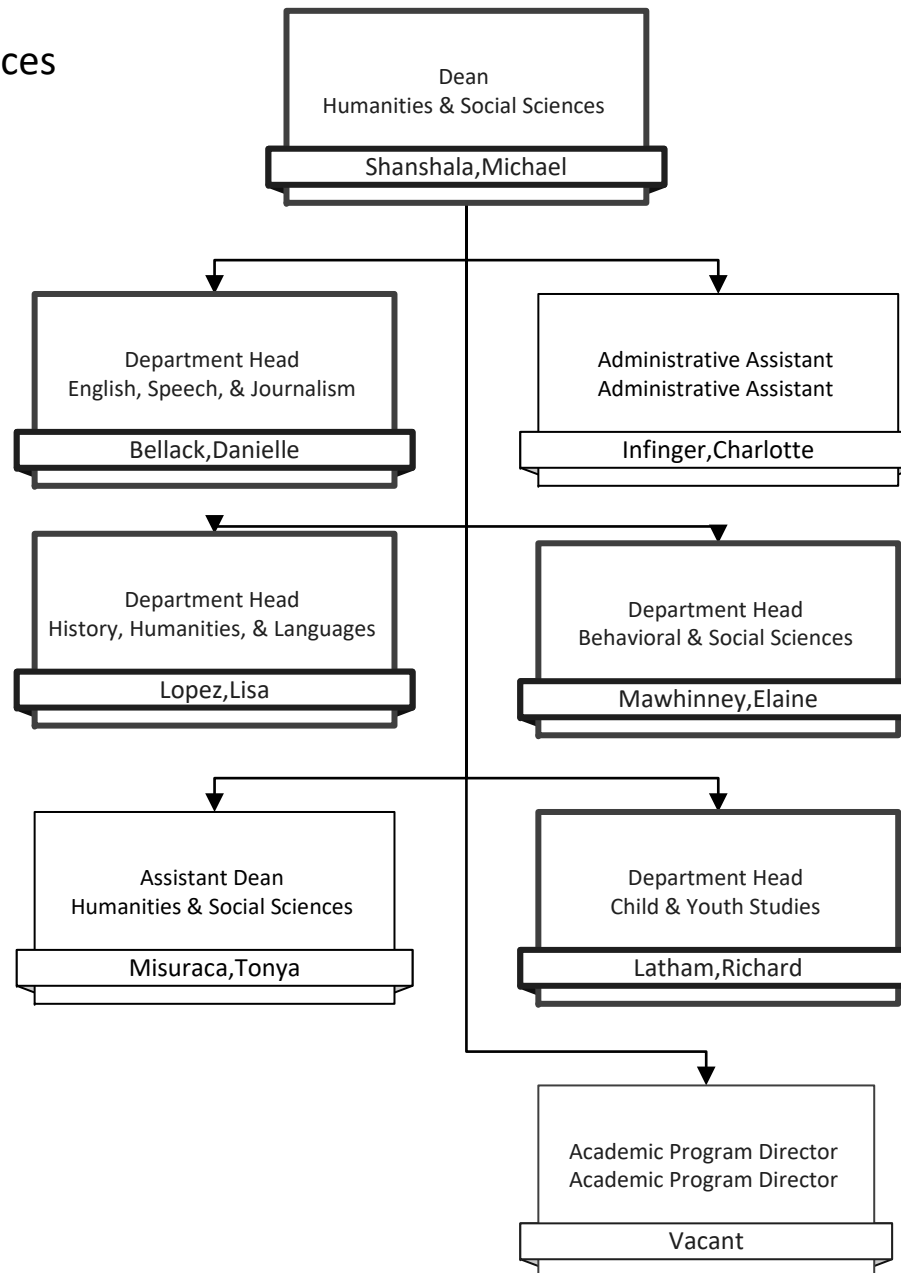 ces
Dean
Humanities & Social Sciences
Shanshala,Michael
Department Head
English, Speech, & Journalism
Bellack,Danielle
Administrative Assistant
Administrative Assistant
Infinger,Charlotte
Department Head
History, Humanities, & Languages
Lopez,Lisa
Department Head
Behavioral & Social Sciences
Mawhinney,Elaine
Assistant Dean
Humanities & Social Sciences
Misuraca,Tonya
Department Head
Child & Youth Studies
Latham,Richard
Academic Program Director
Academic Program Director
Vacant